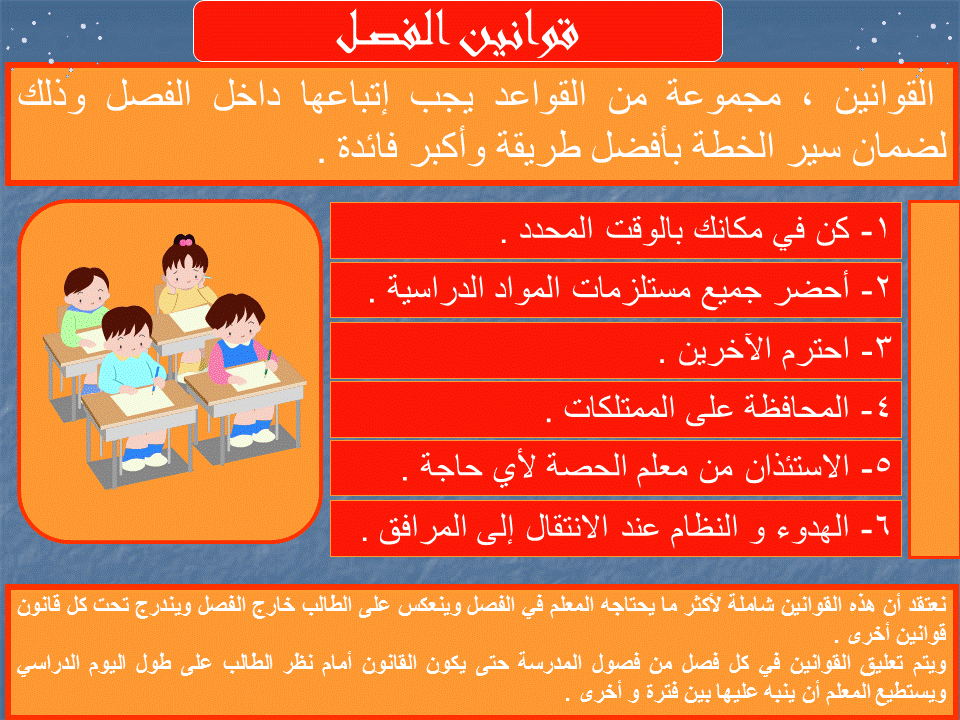 قوانين الفصل
القوانين ، مجموعة من القواعد يجب إتباعها داخل الفصل وذلك
لضمان سير الخطة بأفضل طريقة وأكبر فائدة .
١- كن في مكانك بالوقت المحدد .
٢- أحضر جميع مستلزمات المواد الدراسية .
٣- احترم الآخرين .
٤- المحافظة على الممتلكات .
٥- الاستئذان من معلم الحصة لأي حاجة .
٦- الهدوء و النظام عند الانتقال إلى المرافق .
نعتقد أن هذه القوانين شاملة لأكثر ما يحتاجه المعلم في الفصل وينعكس على الطالب خارج الفصل ويندرج تحت كل قانون
قوانين أخرى .
ويتم تعليق القوانين في كل فصل من فصول المدرسة حتى يكون القانون أمام نظر الطالب على طول اليوم الدراسي
ويستطيع المعلم أن ينبه عليها بين فترة و أخرى .